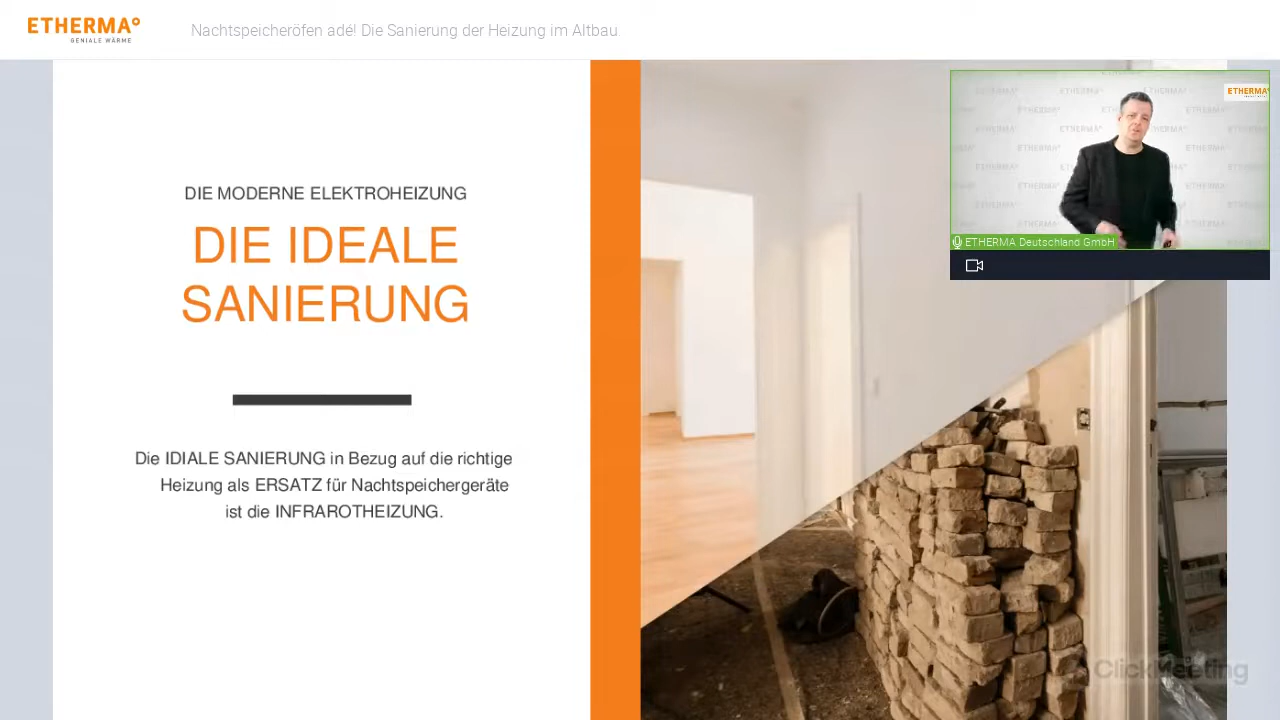 ETHERMA°
GENIALE WÄRME
Nachtspeicheröfen adé! Die Sanierung der Heizung im Altbau
DIE MODERNE ELEKTROHEIZUNG
DIE IDEALE
SANIERUNG
Die IDIALE SANIERUNG in Bezug auf die richtige
Heizung als ERSATZ für Nachtspeichergeräte
ist die INFRAROTHEIZUNG.
ETHERMA°
ETHERMA Deutschland GmbH
ClickMeeting